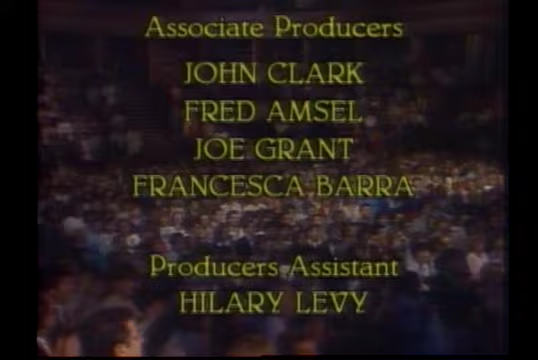 Associate Producers
JOHN CLARK
FRED AMSEL
JOE GRANT
FRANCESCA BARRA
Producers Assistant
HILARY LEVY